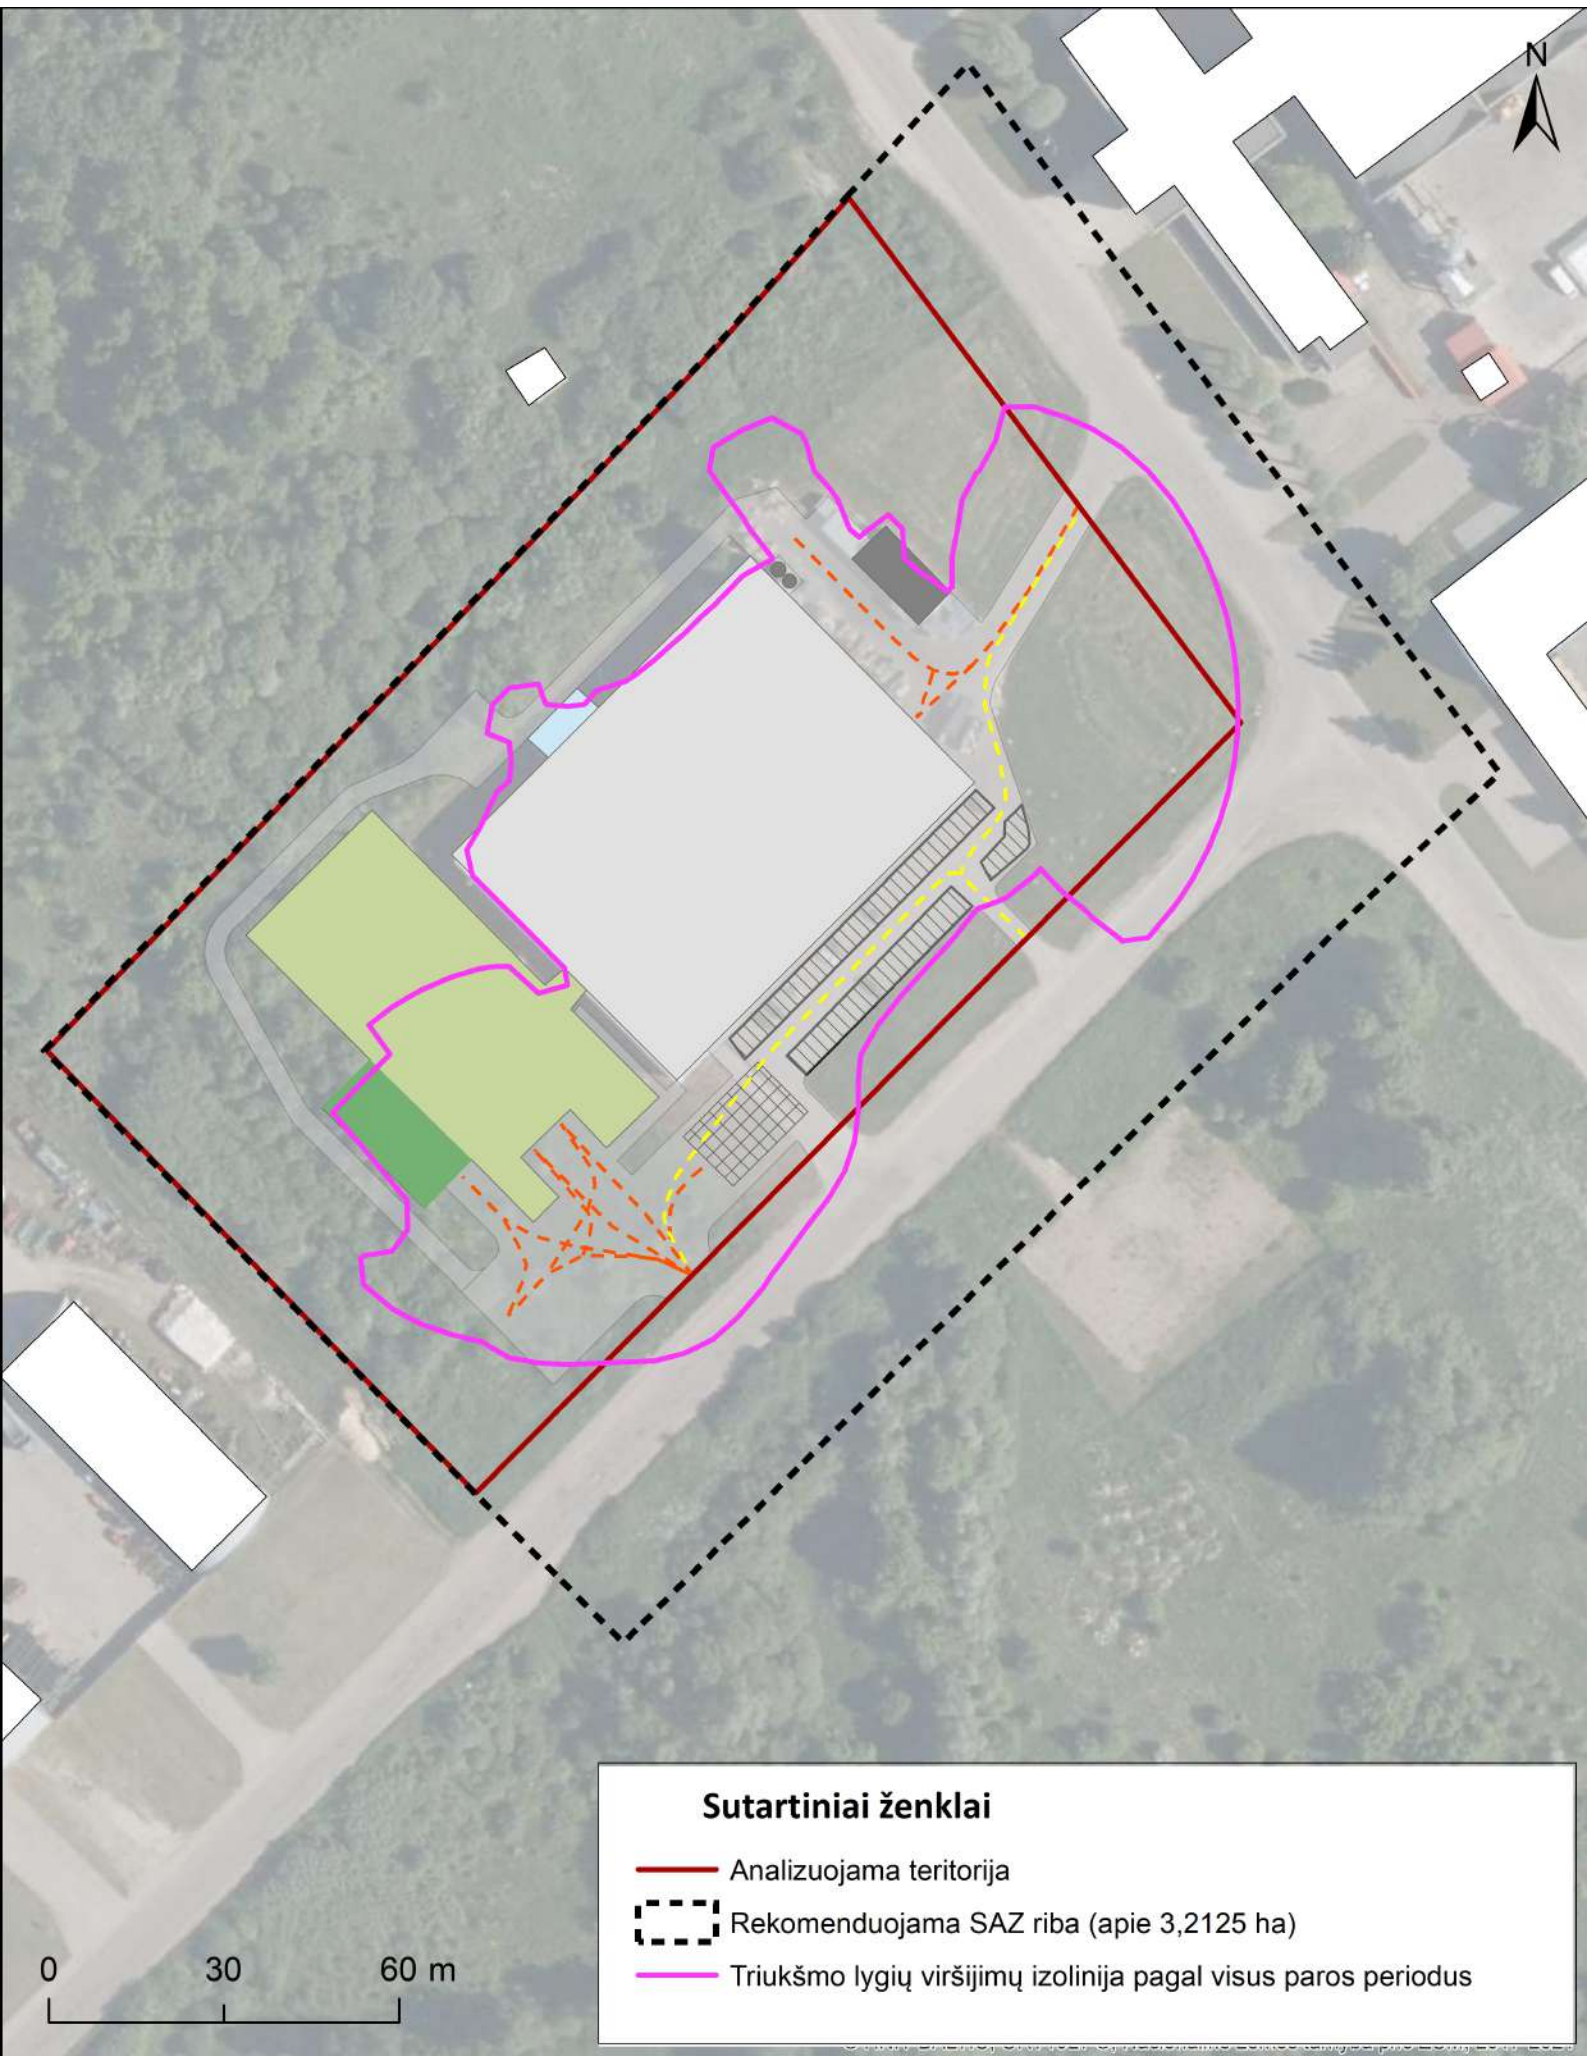 N
Sutartiniai ženklai
Analizuojama teritorija
Rekomenduojama SAZ riba (apie 3,2125 ha)
Triukšmo lygių viršijimų izolinija pagal visus paros periodus
0 30 60 m